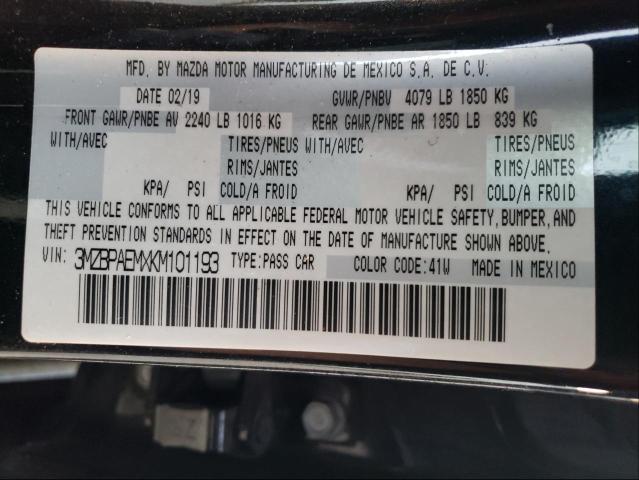 MFD. BY MAZDA MOTOR MANUFACTURING DE MEXICO S.A. DE C.V.
DATE 02/19 GVWR/PNBV 4079 LB 1850 KG
FRONT GAWR/PNBE AV 2240 LB 1016 KG REAR GAWR/PNBE AR 1850 LB 839 KG
WITH/AVEC TIRES/PNEUS WITH/AVEC TIRES/PNEUS
RIMS/JANTES RIMS/JANTES
KPA/ PSI COLD/A FROID KPA/ PSI COLD/A FROID
THIS VEHICLE CONFORMS TO ALL APPLICABLE FEDERAL MOTOR VEHICLE SAFETY,BUMPER,AND
THEFT PREVENTION STANDARDS IN EFFECT ON THE DATE OF MANUFACTURE SHOWN ABOVE.
VIN: 3MZBPAEMXKM101193 TYPE:PASS CAR COLOR CODE:41W MADE IN MEXICO